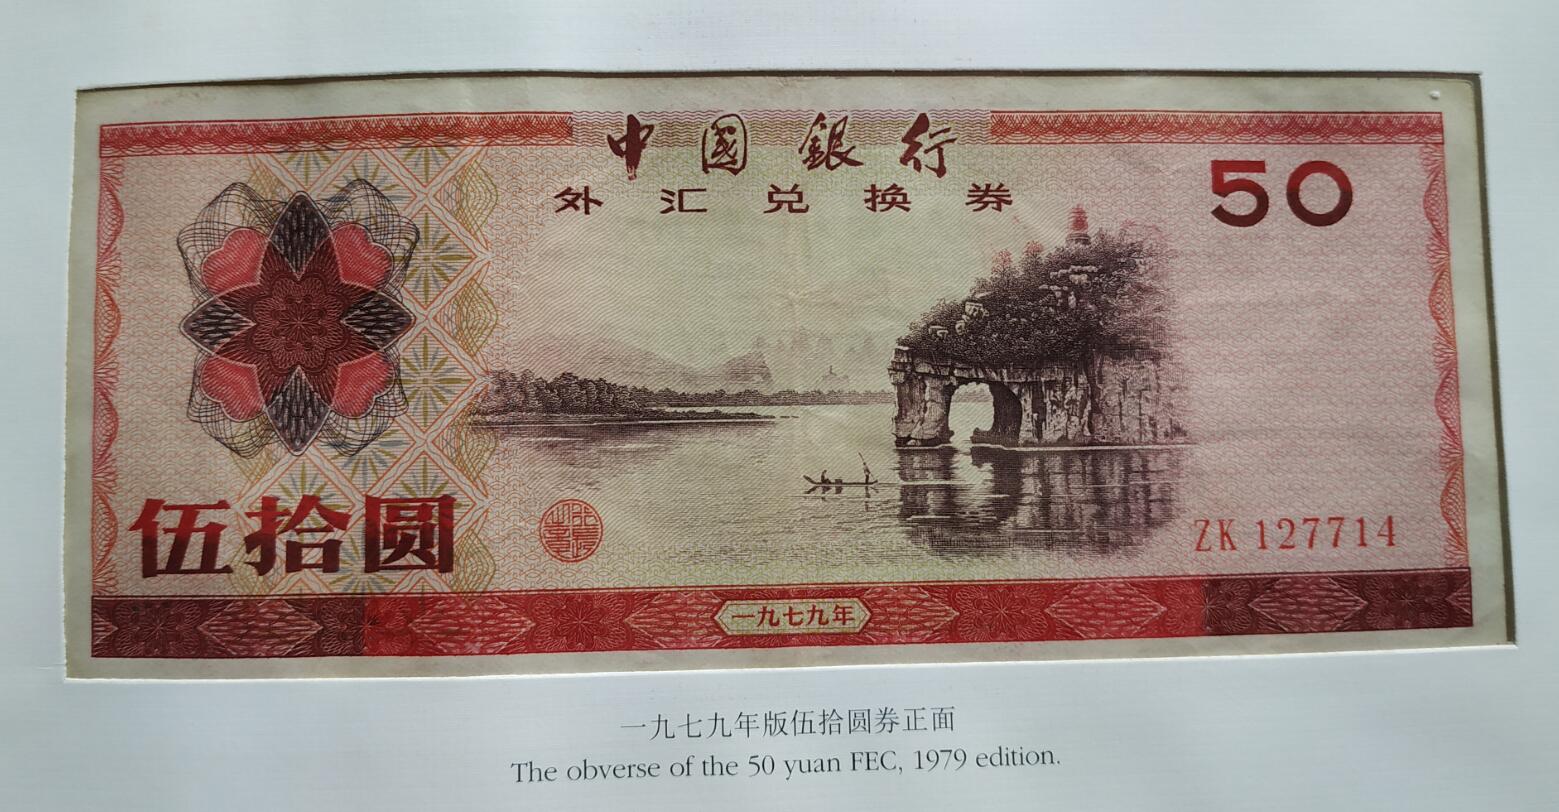 中國銀行
外汇兑换券
50
伍拾圆
ZK 127714
一九七九年
一九七九年版伍拾圆券正面
The obverse of the 50 yuan FEC, 1979 edition.